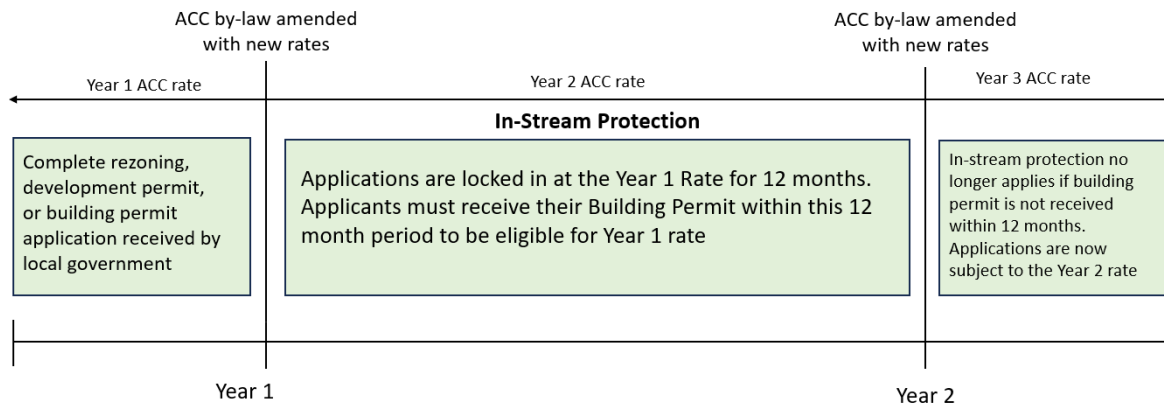 ACC by-law amended
with new rates
ACC by-law amended
with new rates
Year 1 ACC rate
Year 2 ACC rate
Year 3 ACC rate
In-Stream Protection
Complete rezoning,
development permit,
or building permit
application received by
local government
Applications are locked in at the Year 1 Rate for 12 months.
Applicants must receive their Building Permit within this 12
month period to be eligible for Year 1 rate
In-stream protection no
longer applies if building
permit is not received
within 12 months.
Applications are now
subject to the Year 2 rate
Year 1
Year 2